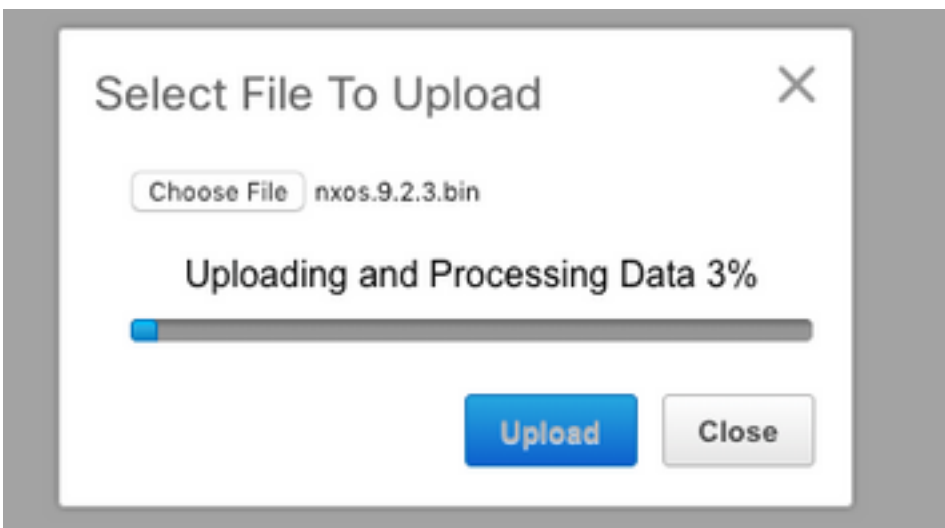 Select File To Upload
Choose File nxos.9.2.3.bin
Uploading and Processing Data 3%
Upload Close